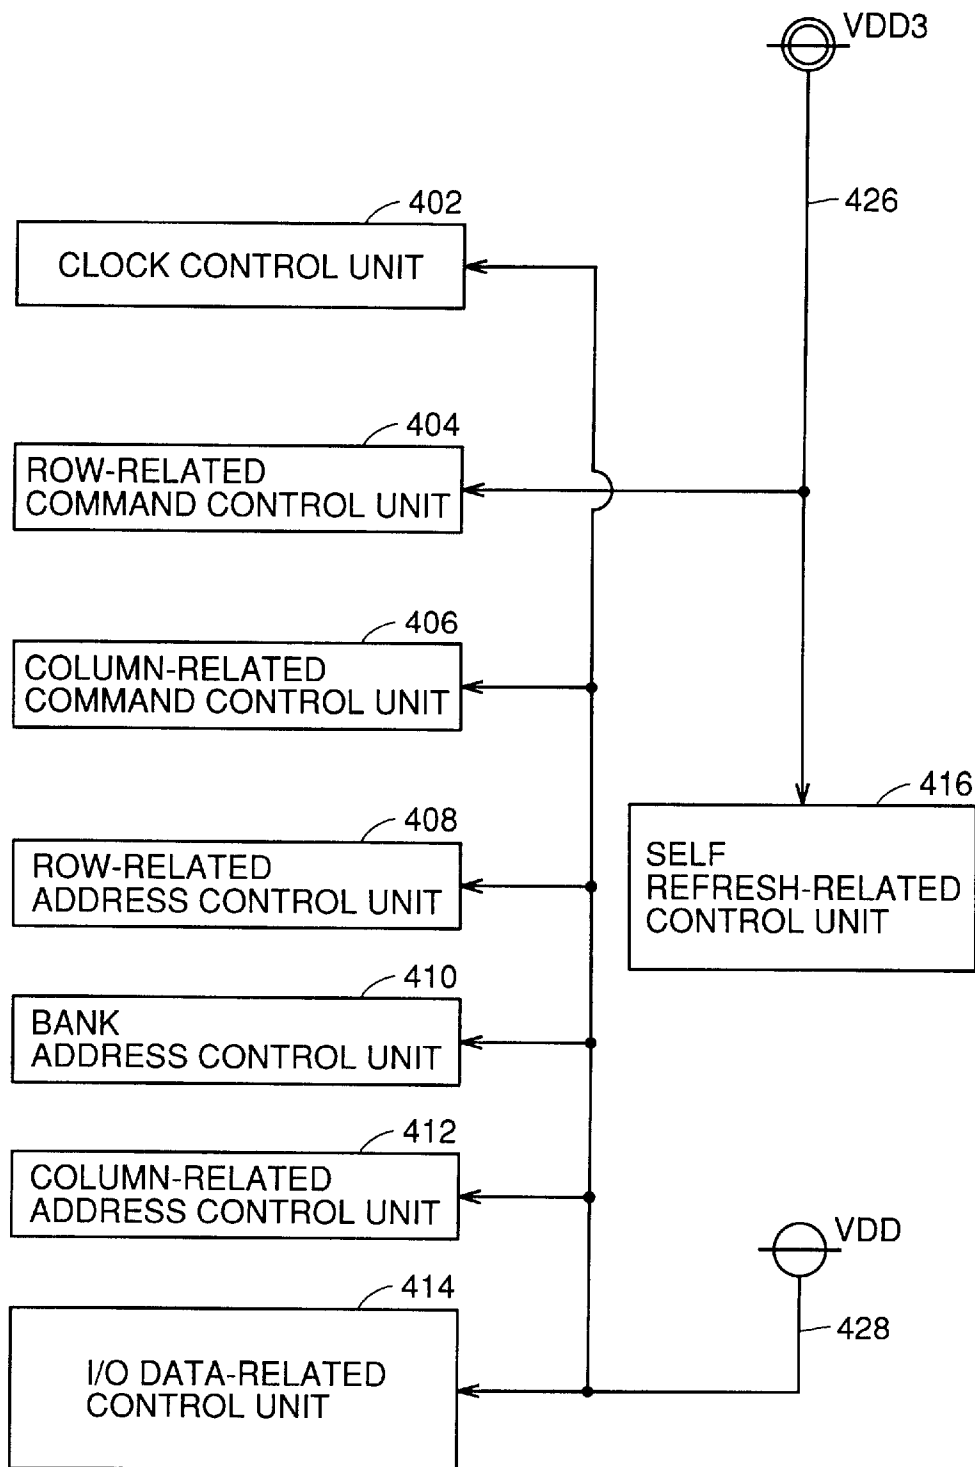 VDD3
426
402
CLOCK CONTROL UNIT
404
ROW-RELATED
COMMAND CONTROL UNIT
406
COLUMN-RELATED
COMMAND CONTROL UNIT
416
SELF
REFRESH-RELATED
CONTROL UNIT
408
ROW-RELATED
ADDRESS CONTROL UNIT
410
BANK
ADDRESS CONTROL UNIT
412
COLUMN-RELATED
ADDRESS CONTROL UNIT
VDD
428
414
I/O DATA-RELATED
CONTROL UNIT